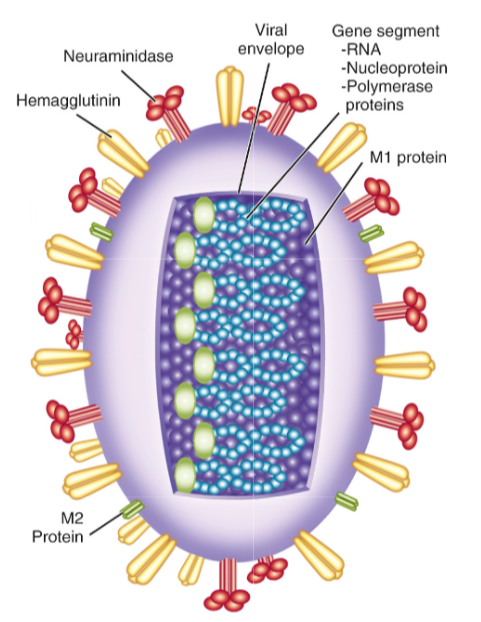 Viral
envelope
Gene segment
-RNA
-Nucleoprotein
-Polymerase
proteins
Neuraminidase
Hemagglutinin
M1 protein
M2
Protein